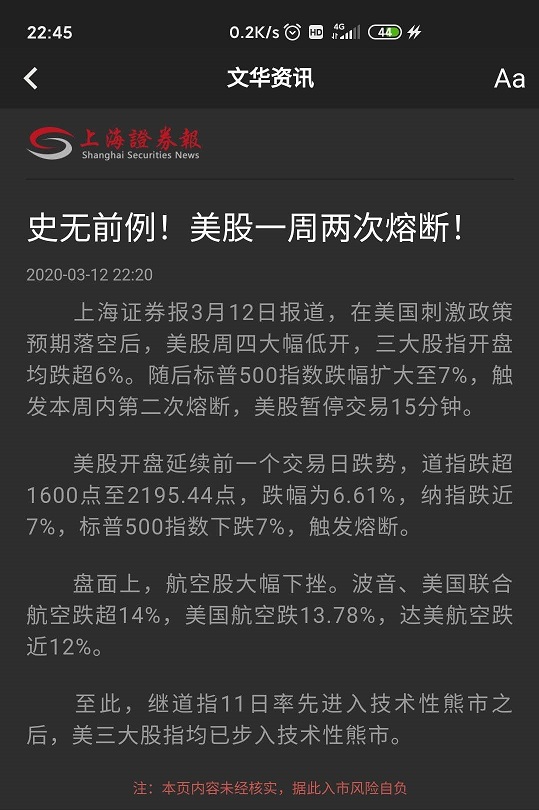 22:45
0.2K/s HD 4G 44
文华资讯
Aa
上海證券報
Shanghai Securities News
史无前例！美股一周两次熔断！
2020-03-12 22:20
上海证券报3月12日报道，在美国刺激政策
预期落空后，美股周四大幅低开，三大股指开盘
均跌超6%。随后标普500指数跌幅扩大至7%，触
发本周内第二次熔断，美股暂停交易15分钟。
美股开盘延续前一个交易日跌势，道指跌超
1600点至2195.44点，跌幅为6.61%，纳指跌近
7%，标普500指数下跌7%，触发熔断。
盘面上，航空股大幅下挫。波音、美国联合
航空跌超14%，美国航空跌13.78%，达美航空跌
近12%。
至此，继道指11日率先进入技术性熊市之
后，美三大股指均已步入技术性熊市。
注：本页内容未经核实，据此入市风险自负